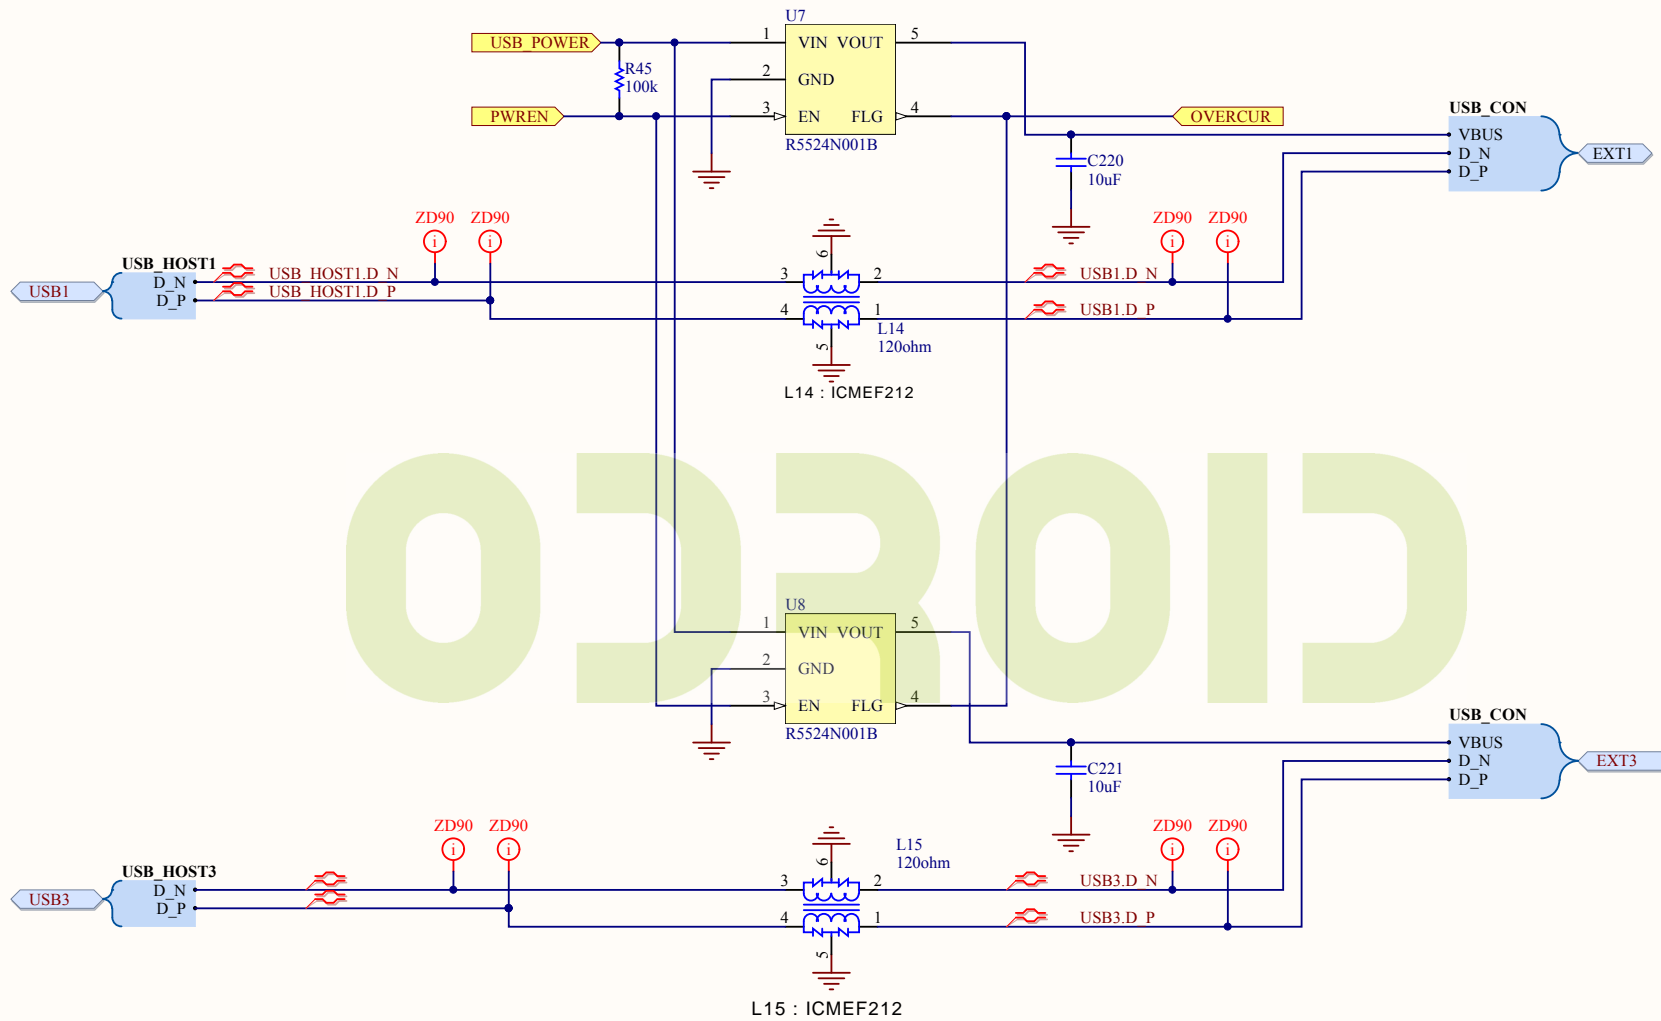 U7
USB_POWER
1 VIN VOUT 5
R45
100k
2 GND
PWREN
3 EN FLG 4
OVERCUR
R5524N001B
USB_CON
VBUS
D_N
D_P
EXT1
C220
10uF
ZD90 ZD90
i i
ZD90 ZD90
i i
USB_HOST1
USB1
D_N
D_P
USB_HOST1.D_N
USB_HOST1.D_P
6
3 2
4 1
5
USB1.D_N
USB1.D_P
L14
120ohm
L14 : ICMEF212
ODROID
U8
1 VIN VOUT 5
2 GND
3 EN FLG 4
R5524N001B
USB_CON
VBUS
D_N
D_P
EXT3
C221
10uF
ZD90 ZD90
i i
ZD90 ZD90
i i
L15
120ohm
USB_HOST3
USB3
D_N
D_P
6
3 2
4 1
5
USB3.D_N
USB3.D_P
L15 : ICMEF212